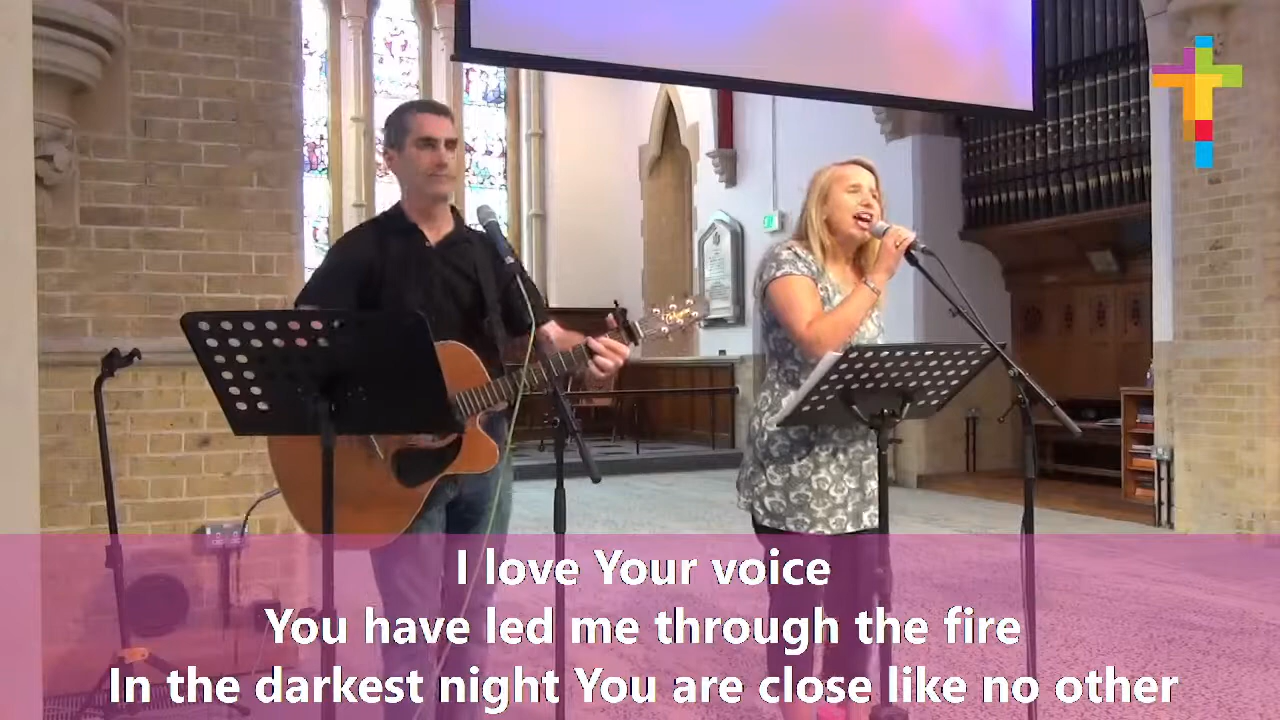 I love Your voice
You have led me through the fire
In the darkest night You are close like no other